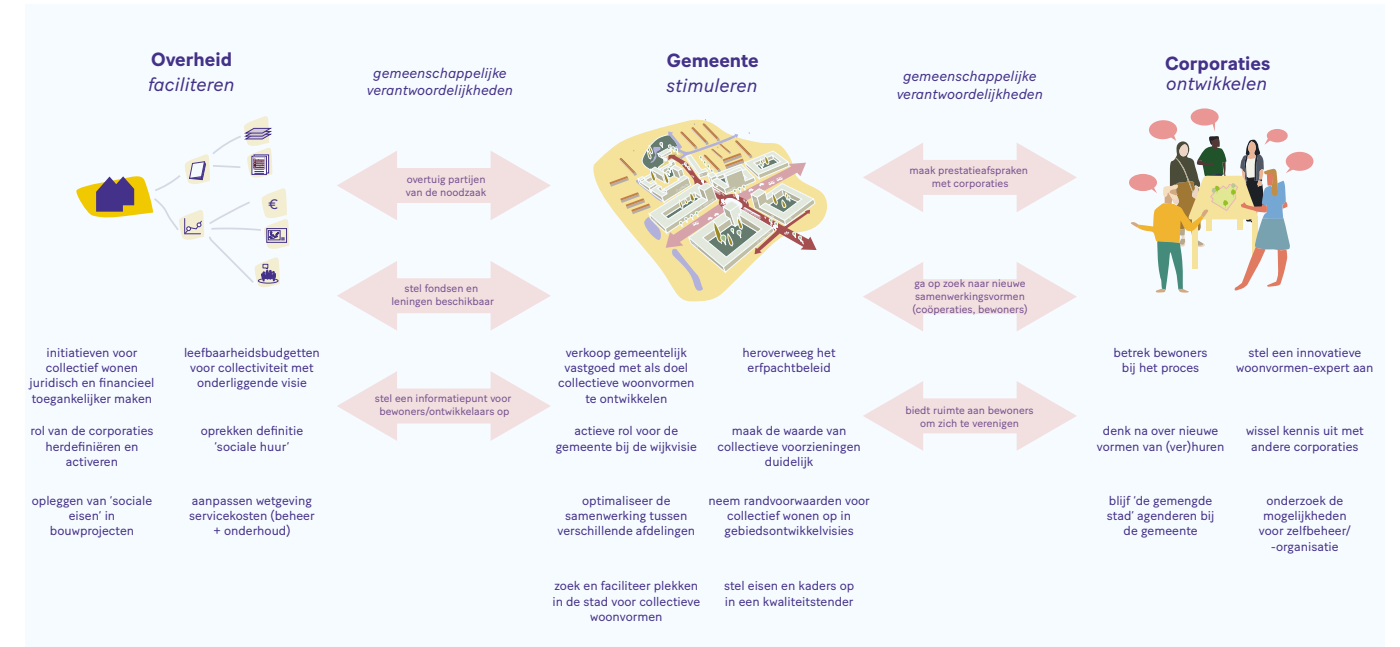 Overheid
faciliteren
gemeenschappelijke
verantwoordelijkheden
Gemeente
stimuleren
gemeenschappelijke
verantwoordelijkheden
Corporaties
ontwikkelen
€
overtuig partijen
van de noodzaak
stel fondsen en
leningen beschikbaar
stel een informatiepunt voor
bewoners/ontwikkelaars op
maak prestatieafspraken
met corporaties
ga op zoek naar nieuwe
samenwerkingsvormen
(coöperaties, bewoners)
biedt ruimte aan bewoners
om zich te verenigen
initiatieven voor
collectief wonen
juridisch en financieel
toegankelijker maken
leefbaarheidsbudgetten
voor collectiviteit met
onderliggende visie
rol van de corporaties
herdefiniëren en
activeren
oprekken definitie
‘sociale huur’
opleggen van ‘sociale
eisen’ in
bouwprojecten
aanpassen wetgeving
servicekosten (beheer
+ onderhoud)
verkoop gemeentelijk
vastgoed met als doel
collectieve woonvormen
te ontwikkelen
heroverweeg het
erfpachtbeleid
actieve rol voor de
gemeente bij de wijkvisie
maak de waarde van
collectieve voorzieningen
duidelijk
optimaliseer de
samenwerking tussen
verschillende afdelingen
neem randvoorwaarden voor
collectief wonen op in
gebiedsontwikkelvisies
zoek en faciliteer plekken
in de stad voor collectieve
woonvormen
stel eisen en kaders op
in een kwaliteitstender
betrek bewoners
bij het proces
stel een innovatieve
woonvormen-expert aan
denk na over nieuwe
vormen van (ver)huren
wissel kennis uit met
andere corporaties
blijf ‘de gemengde
stad’ agenderen bij
de gemeente
onderzoek de
mogelijkheden
voor zelfbeheer/
-organisatie